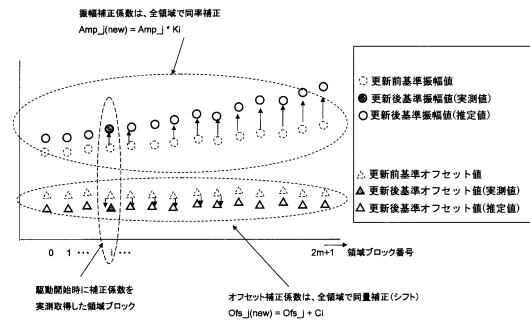 振幅補正係数は、全領域で同率補正
Amp_j(new) = Amp_j * Ki
更新前基準振幅値
更新後基準振幅値(実測値)
更新後基準振幅値(推定値)
更新前基準オフセット値
更新後基準オフセット値(実測値)
更新後基準オフセット値(推定値)
0 1 ··· i ··· 2m+1 領域ブロック番号
駆動開始時に補正係数を
実測取得した領域ブロック
オフセット補正係数は、全領域で同量補正(シフト)
Ofs_j(new) = Ofs_j + Ci